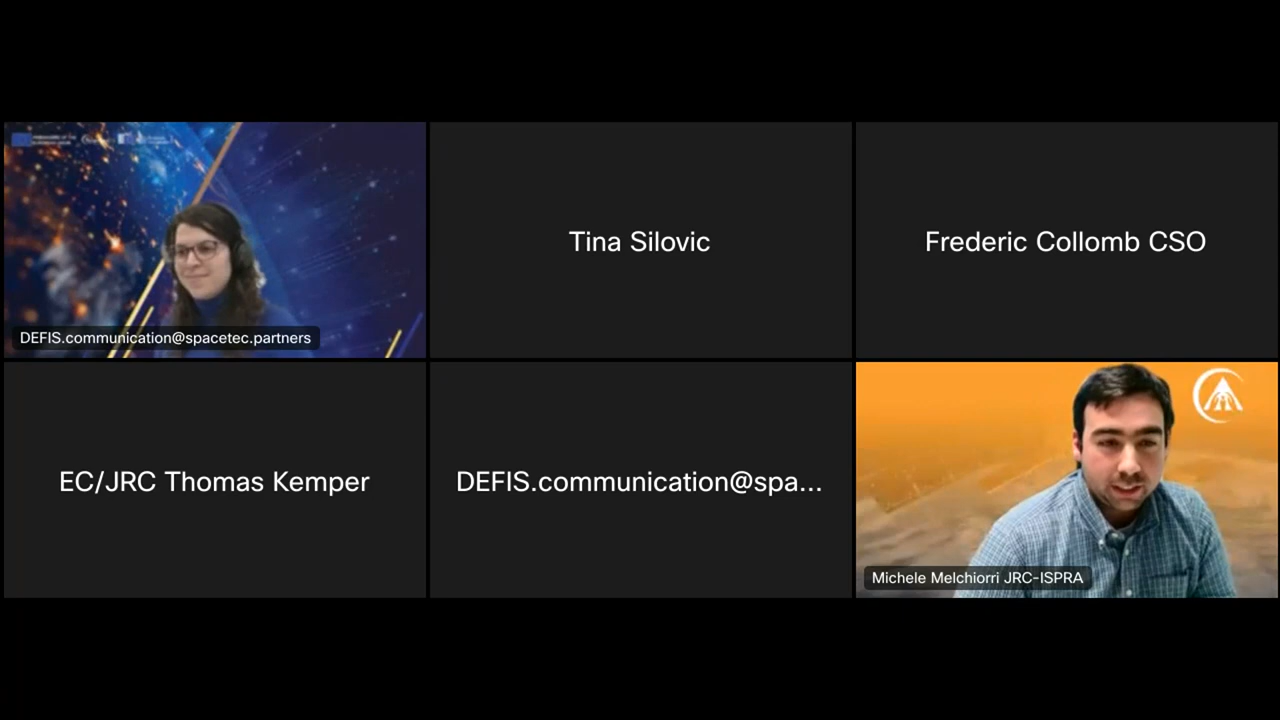 DEFIS.communication@spacetec.partners
Tina Silovic
Frederic Collomb CSO
EC/JRC Thomas Kemper
DEFIS.communication@spa...
Michele Melchiorri JRC-ISPRA